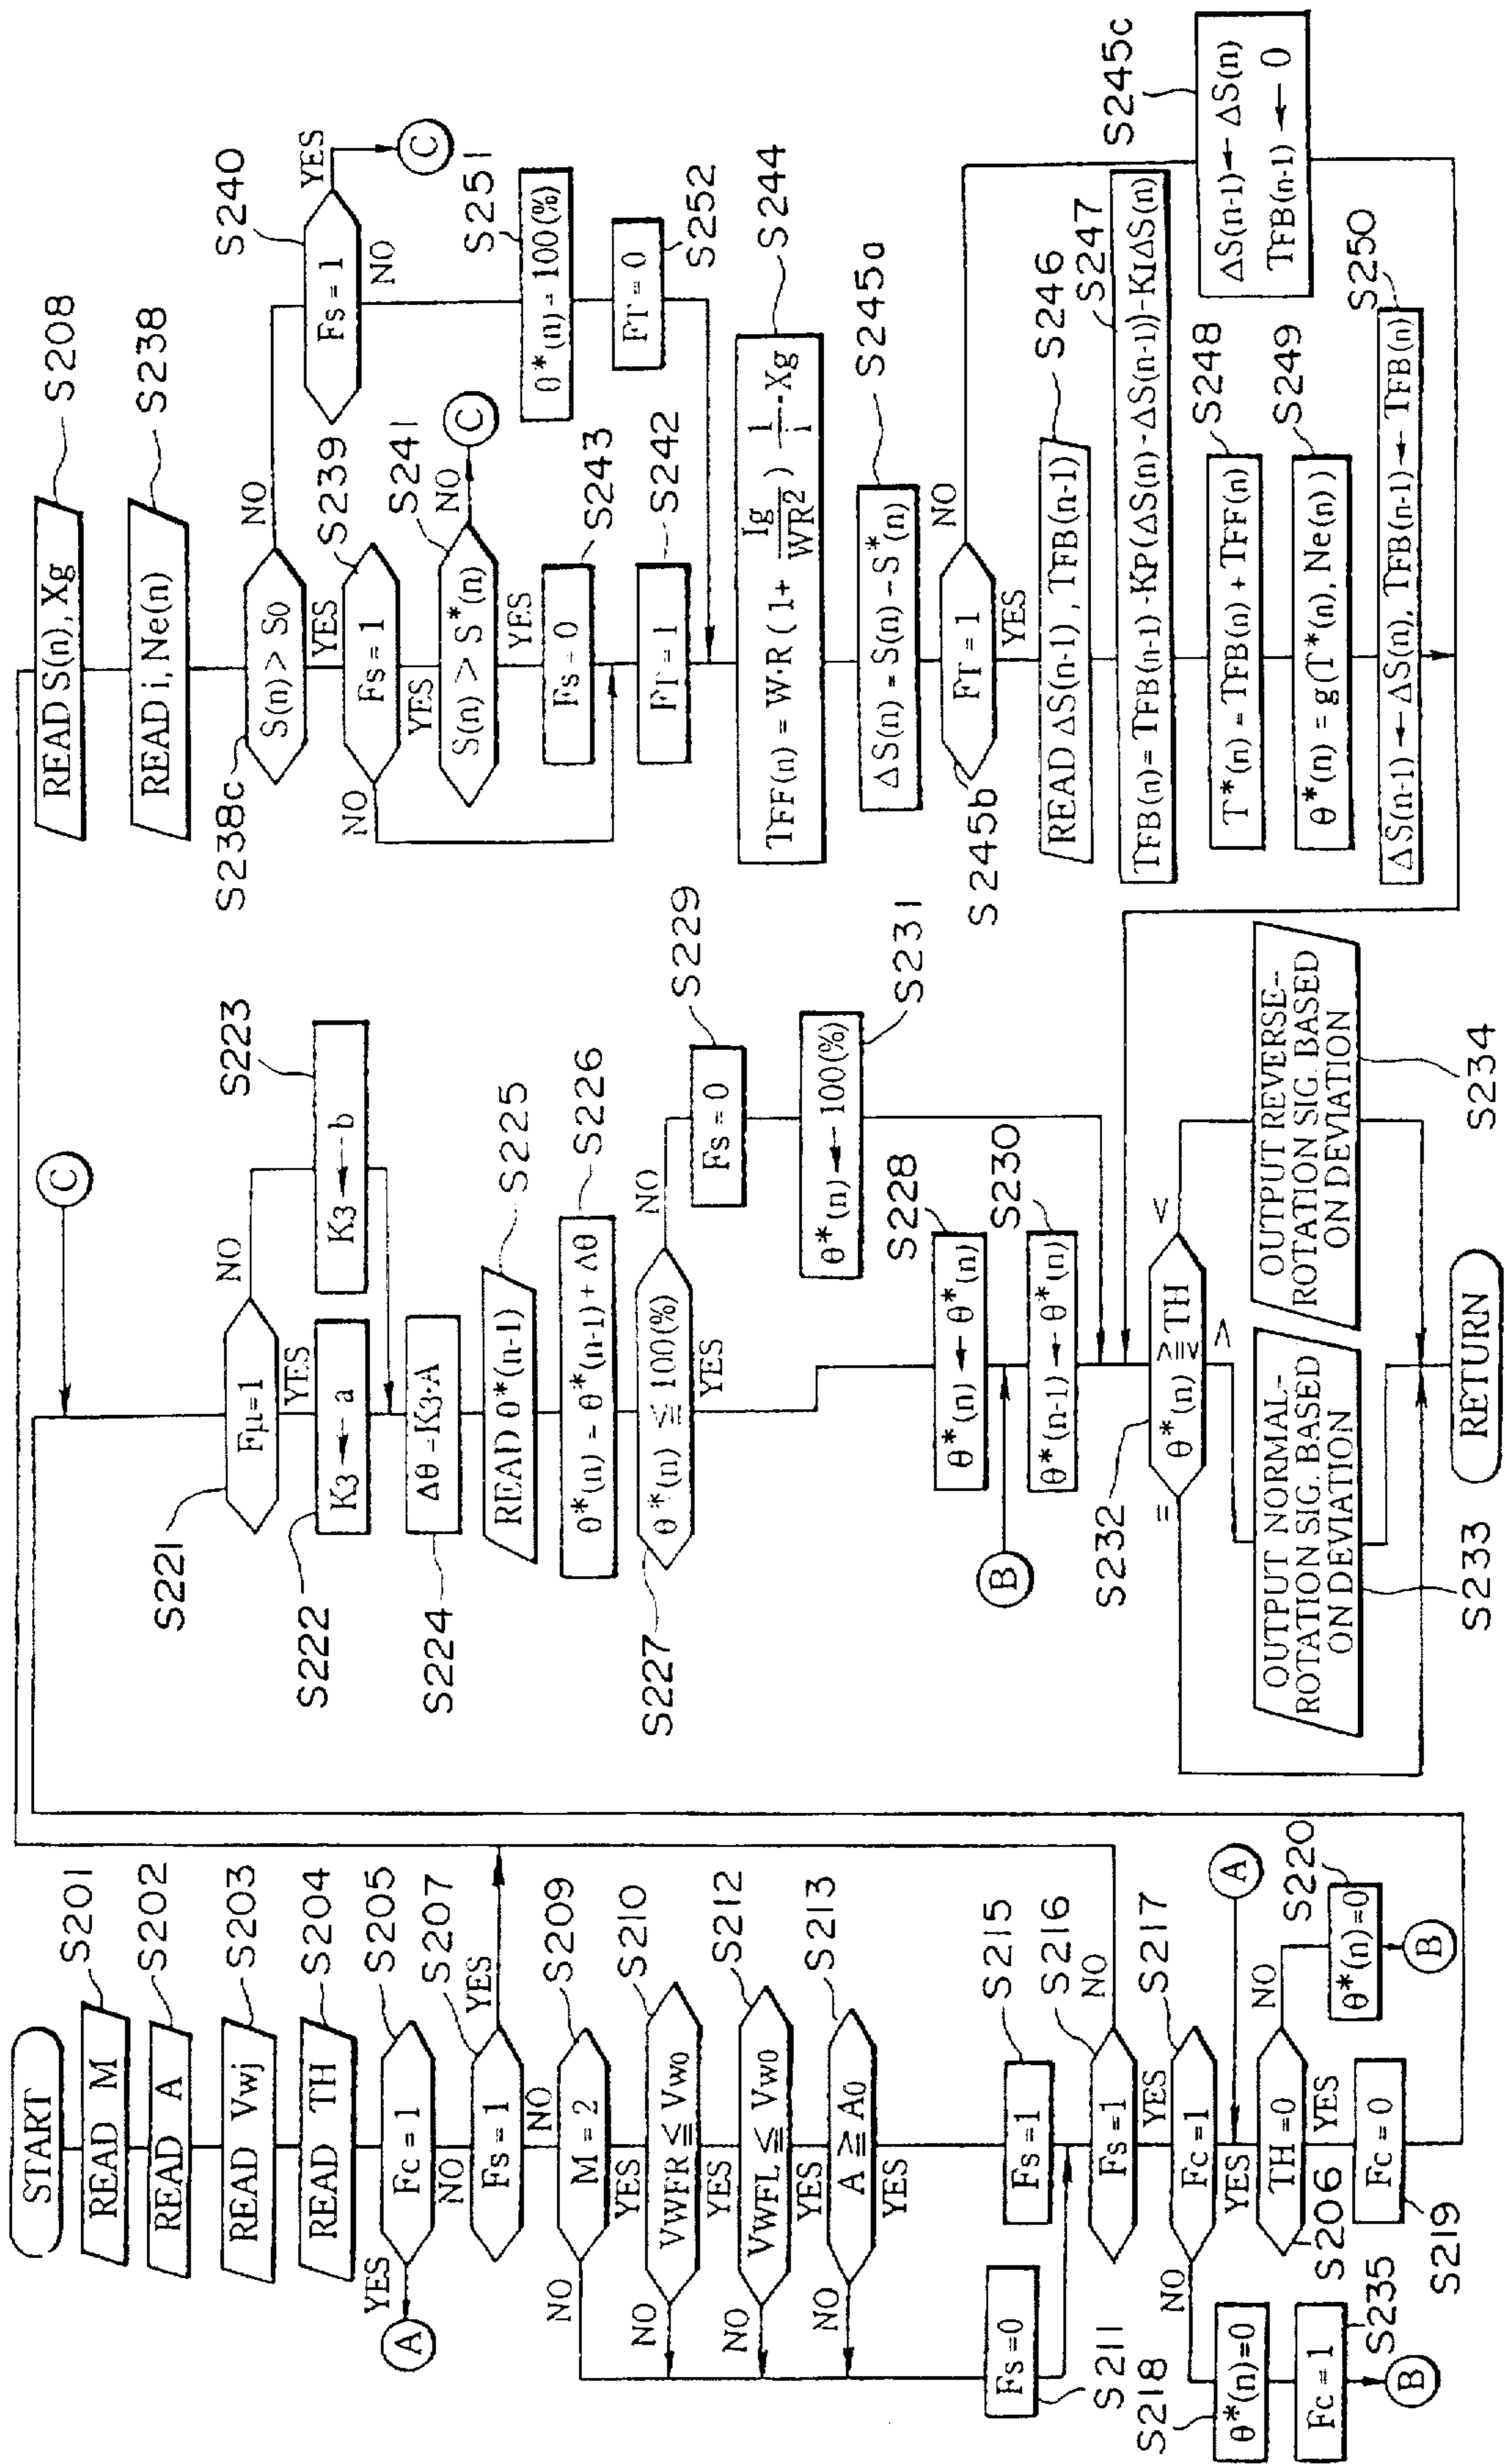 START
READ M
S201
READ A
S202
READ Vwj
S203
READ TH
S204
Fc = 1
S205
YES
A
NO
Fs = 1
S207
YES
NO
M = 2
S209
NO
YES
VWFR ≦ Vw0
S210
NO
YES
VWFL ≦ Vw0
S212
NO
YES
A ≧ A0
S213
NO
YES
Fs=0
S211
Fs=1
S215
Fs=1
S216
NO
YES
Fc=1
S217
NO
YES
θ*(n)=0
S218
Fc = 1
S235
B
A
TH=0
S206
NO
YES
θ*(n)=0
S220
B
Fc = 0
S219
C
Fμ=1
S221
NO
YES
K3 ← a
S222
K3 ← b
S223
Δθ = K3·A
S224
READ θ*(n-1)
S225
θ*(n) = θ*(n-1) + Δθ
S226
θ*(n) ≦ 100(%)
S227
NO
YES
Fs = 0
S229
θ*(n) ← 100(%)
S231
θ*(n) ← θ*(n)
S228
B
θ*(n-1) ← θ*(n)
S230
θ*(n) ⋛ TH
S232
=
>
<
OUTPUT NORMAL-
ROTATION SIG. BASED
ON DEVIATION
S233
OUTPUT REVERSE-
ROTATION SIG. BASED
ON DEVIATION
S234
RETURN
READ S(n), Xg
S208
READ i, Ne(n)
S238
S(n) > S0
S238c
NO
YES
Fs = 1
S240
YES
C
NO
Fs = 1
S239
NO
YES
S(n) > S*(n)
S241
NO
C
YES
θ*(n) = 100(%)
S251
Fs = 0
S243
FT = 0
S252
FT = 1
S242
TFF(n) = W·R ( 1+ Ig/WR2 ) 1/i ·Xg
S244
ΔS(n) = S(n) - S*(n)
S245a
FT = 1
S245b
NO
YES
READ ΔS(n-1), TFB(n-1)
S246
TFB(n) = TFB(n-1) -KP(ΔS(n) - ΔS(n-1)) -KIΔS(n)
S247
T*(n) = TFB(n) + TFF(n)
S248
θ*(n) = g(T*(n), Ne(n))
S249
ΔS(n-1) ← ΔS(n), TFB(n-1) ← TFB(n)
S250
ΔS(n-1) ← ΔS(n)
TFB(n-1) ← 0
S245c